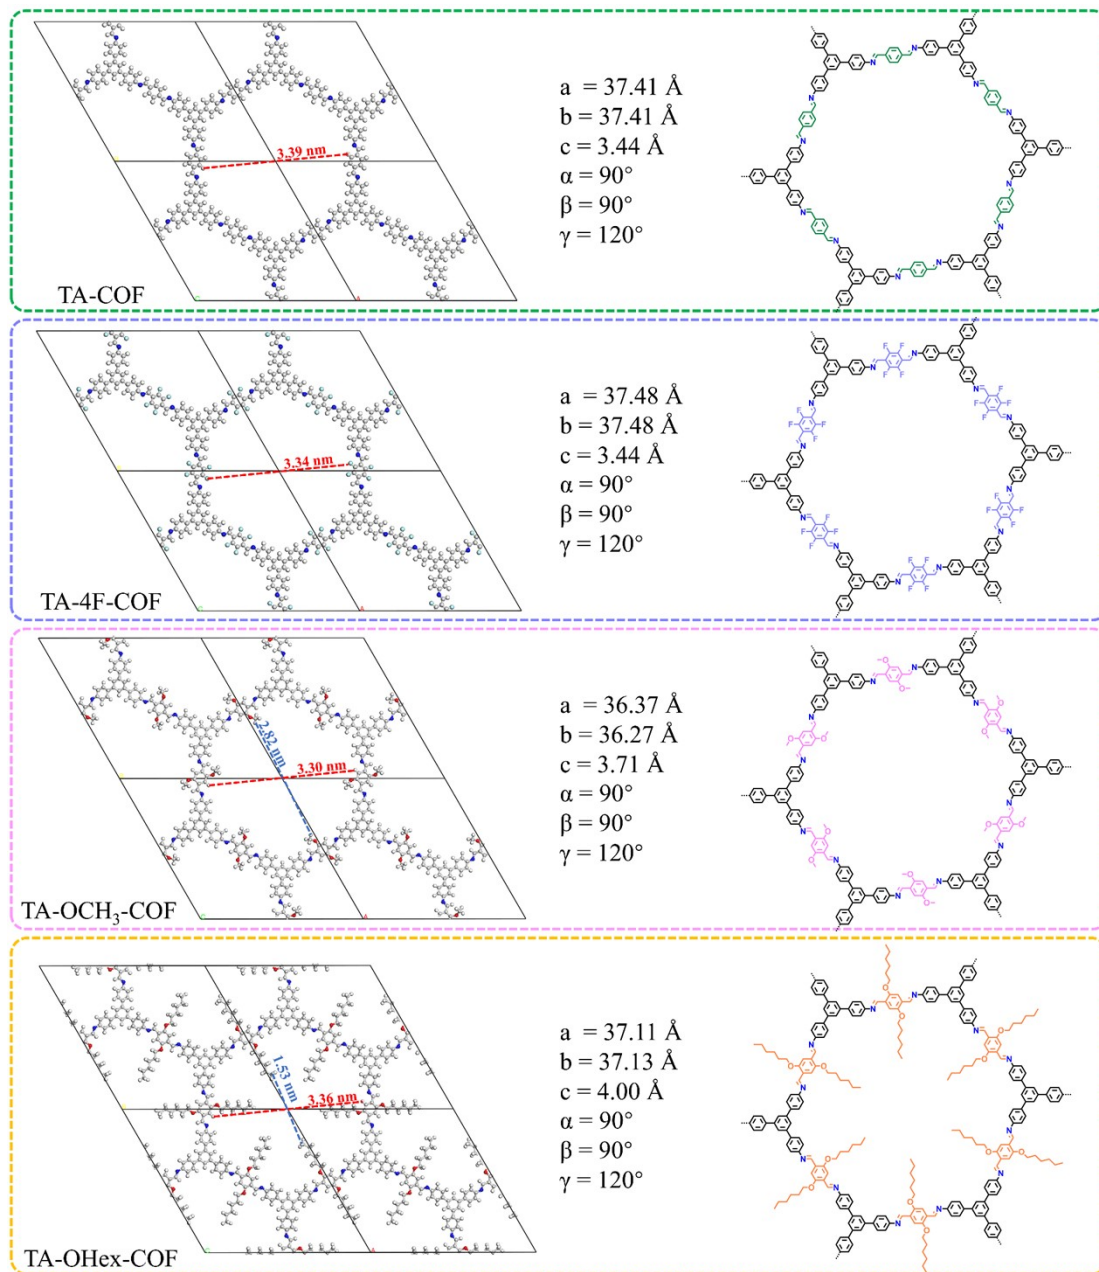 3.39 nm
TA-COF
a = 37.41 Å
b = 37.41 Å
c = 3.44 Å
α = 90°
β = 90°
γ = 120°
3.34 nm
TA-4F-COF
a = 37.48 Å
b = 37.48 Å
c = 3.44 Å
α = 90°
β = 90°
γ = 120°
2.82 nm
3.30 nm
TA-OCH₃-COF
a = 36.37 Å
b = 36.27 Å
c = 3.71 Å
α = 90°
β = 90°
γ = 120°
1.53 nm
3.36 nm
TA-OHex-COF
a = 37.11 Å
b = 37.13 Å
c = 4.00 Å
α = 90°
β = 90°
γ = 120°